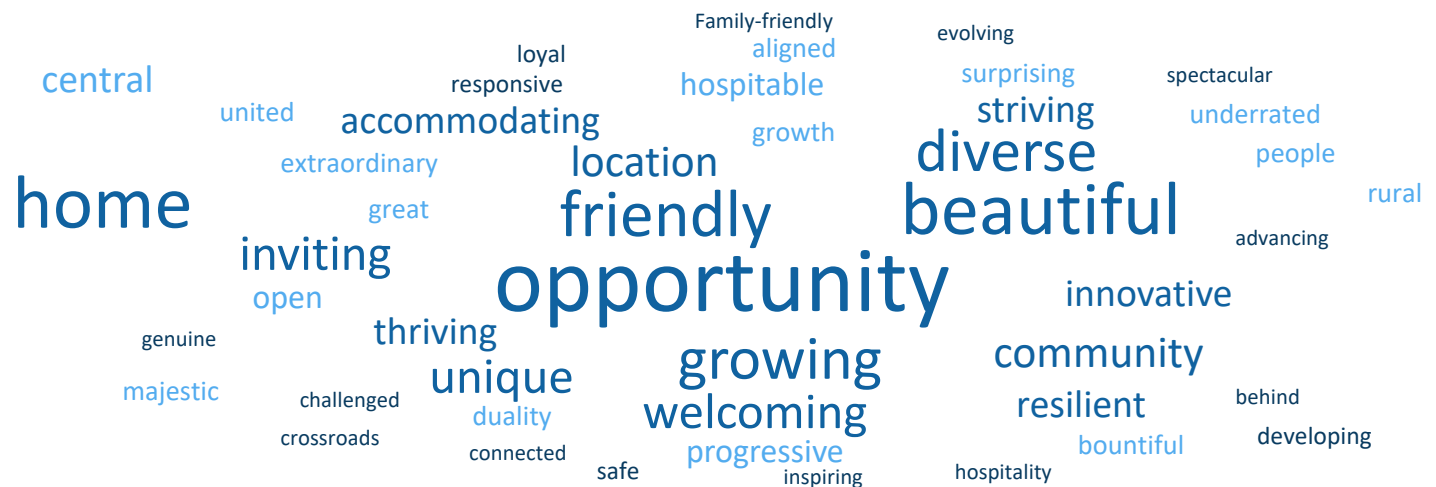 Family-friendly
evolving
loyal
aligned
central
responsive
hospitable
surprising
spectacular
united
accommodating
growth
striving
underrated
extraordinary
location
diverse
people
home
great
friendly
beautiful
rural
inviting
opportunity
advancing
open
innovative
genuine
thriving
growing
community
majestic
challenged
unique
welcoming
resilient
behind
crossroads
duality
progressive
bountiful
developing
connected
safe
inspiring
hospitality